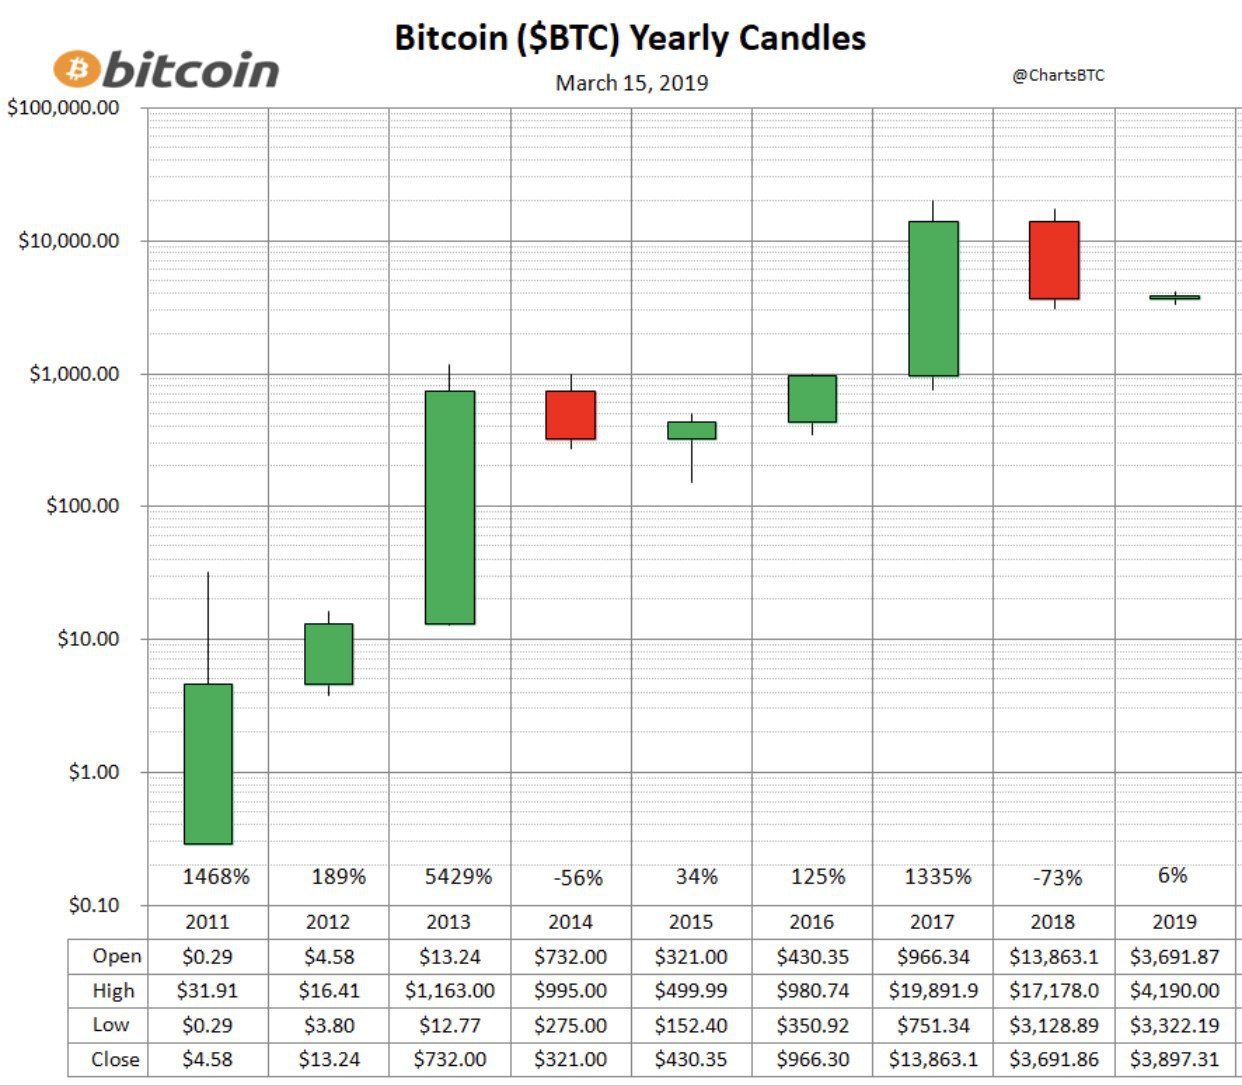 Bitcoin ($BTC) Yearly Candles
bitcoin
March 15, 2019
@ChartsBTC
$100,000.00
$10,000.00
$1,000.00
$100.00
$10.00
$1.00
1468% 189% 5429% -56% 34% 125% 1335% -73% 6%
$0.10
2011 2012 2013 2014 2015 2016 2017 2018 2019
Open $0.29 $4.58 $13.24 $732.00 $321.00 $430.35 $966.34 $13,863.1 $3,691.87
High $31.91 $16.41 $1,163.00 $995.00 $499.99 $980.74 $19,891.9 $17,178.0 $4,190.00
Low $0.29 $3.80 $12.77 $275.00 $152.40 $350.92 $751.34 $3,128.89 $3,322.19
Close $4.58 $13.24 $732.00 $321.00 $430.35 $966.30 $13,863.1 $3,691.86 $3,897.31